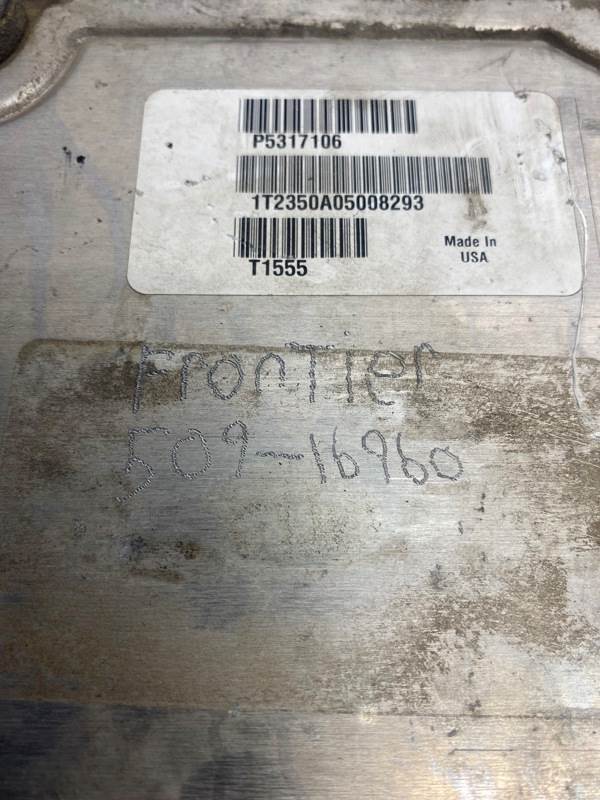 P5317106
1T2350A05008293
T1555
Made In
USA
FronTier
509-16960